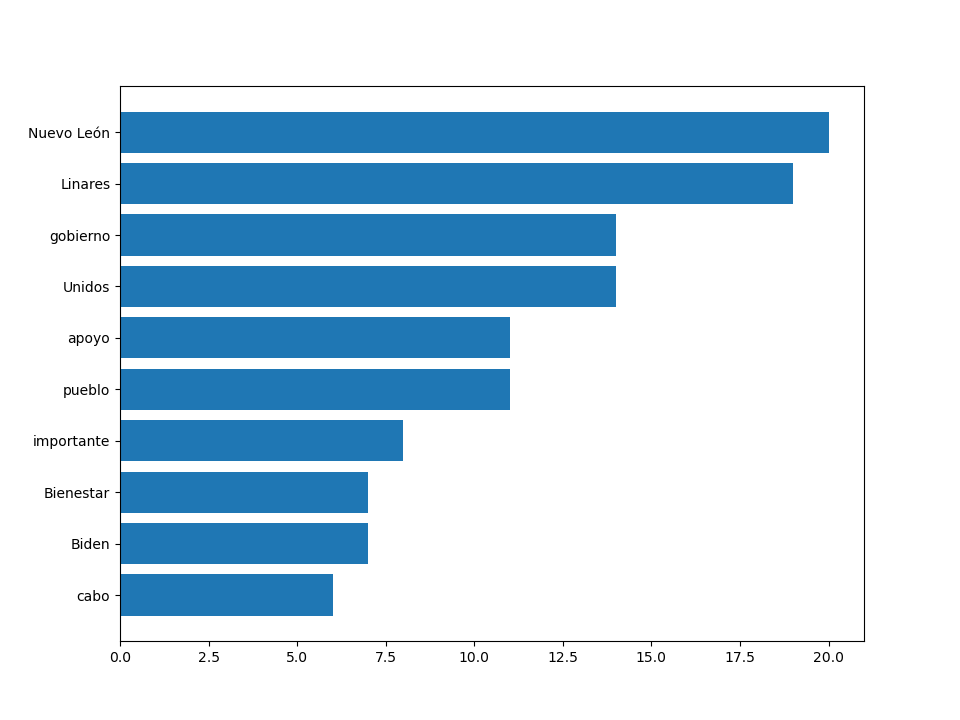 Nuevo León
Linares
gobierno
Unidos
apoyo
pueblo
importante
Bienestar
Biden
cabo
0.0 2.5 5.0 7.5 10.0 12.5 15.0 17.5 20.0